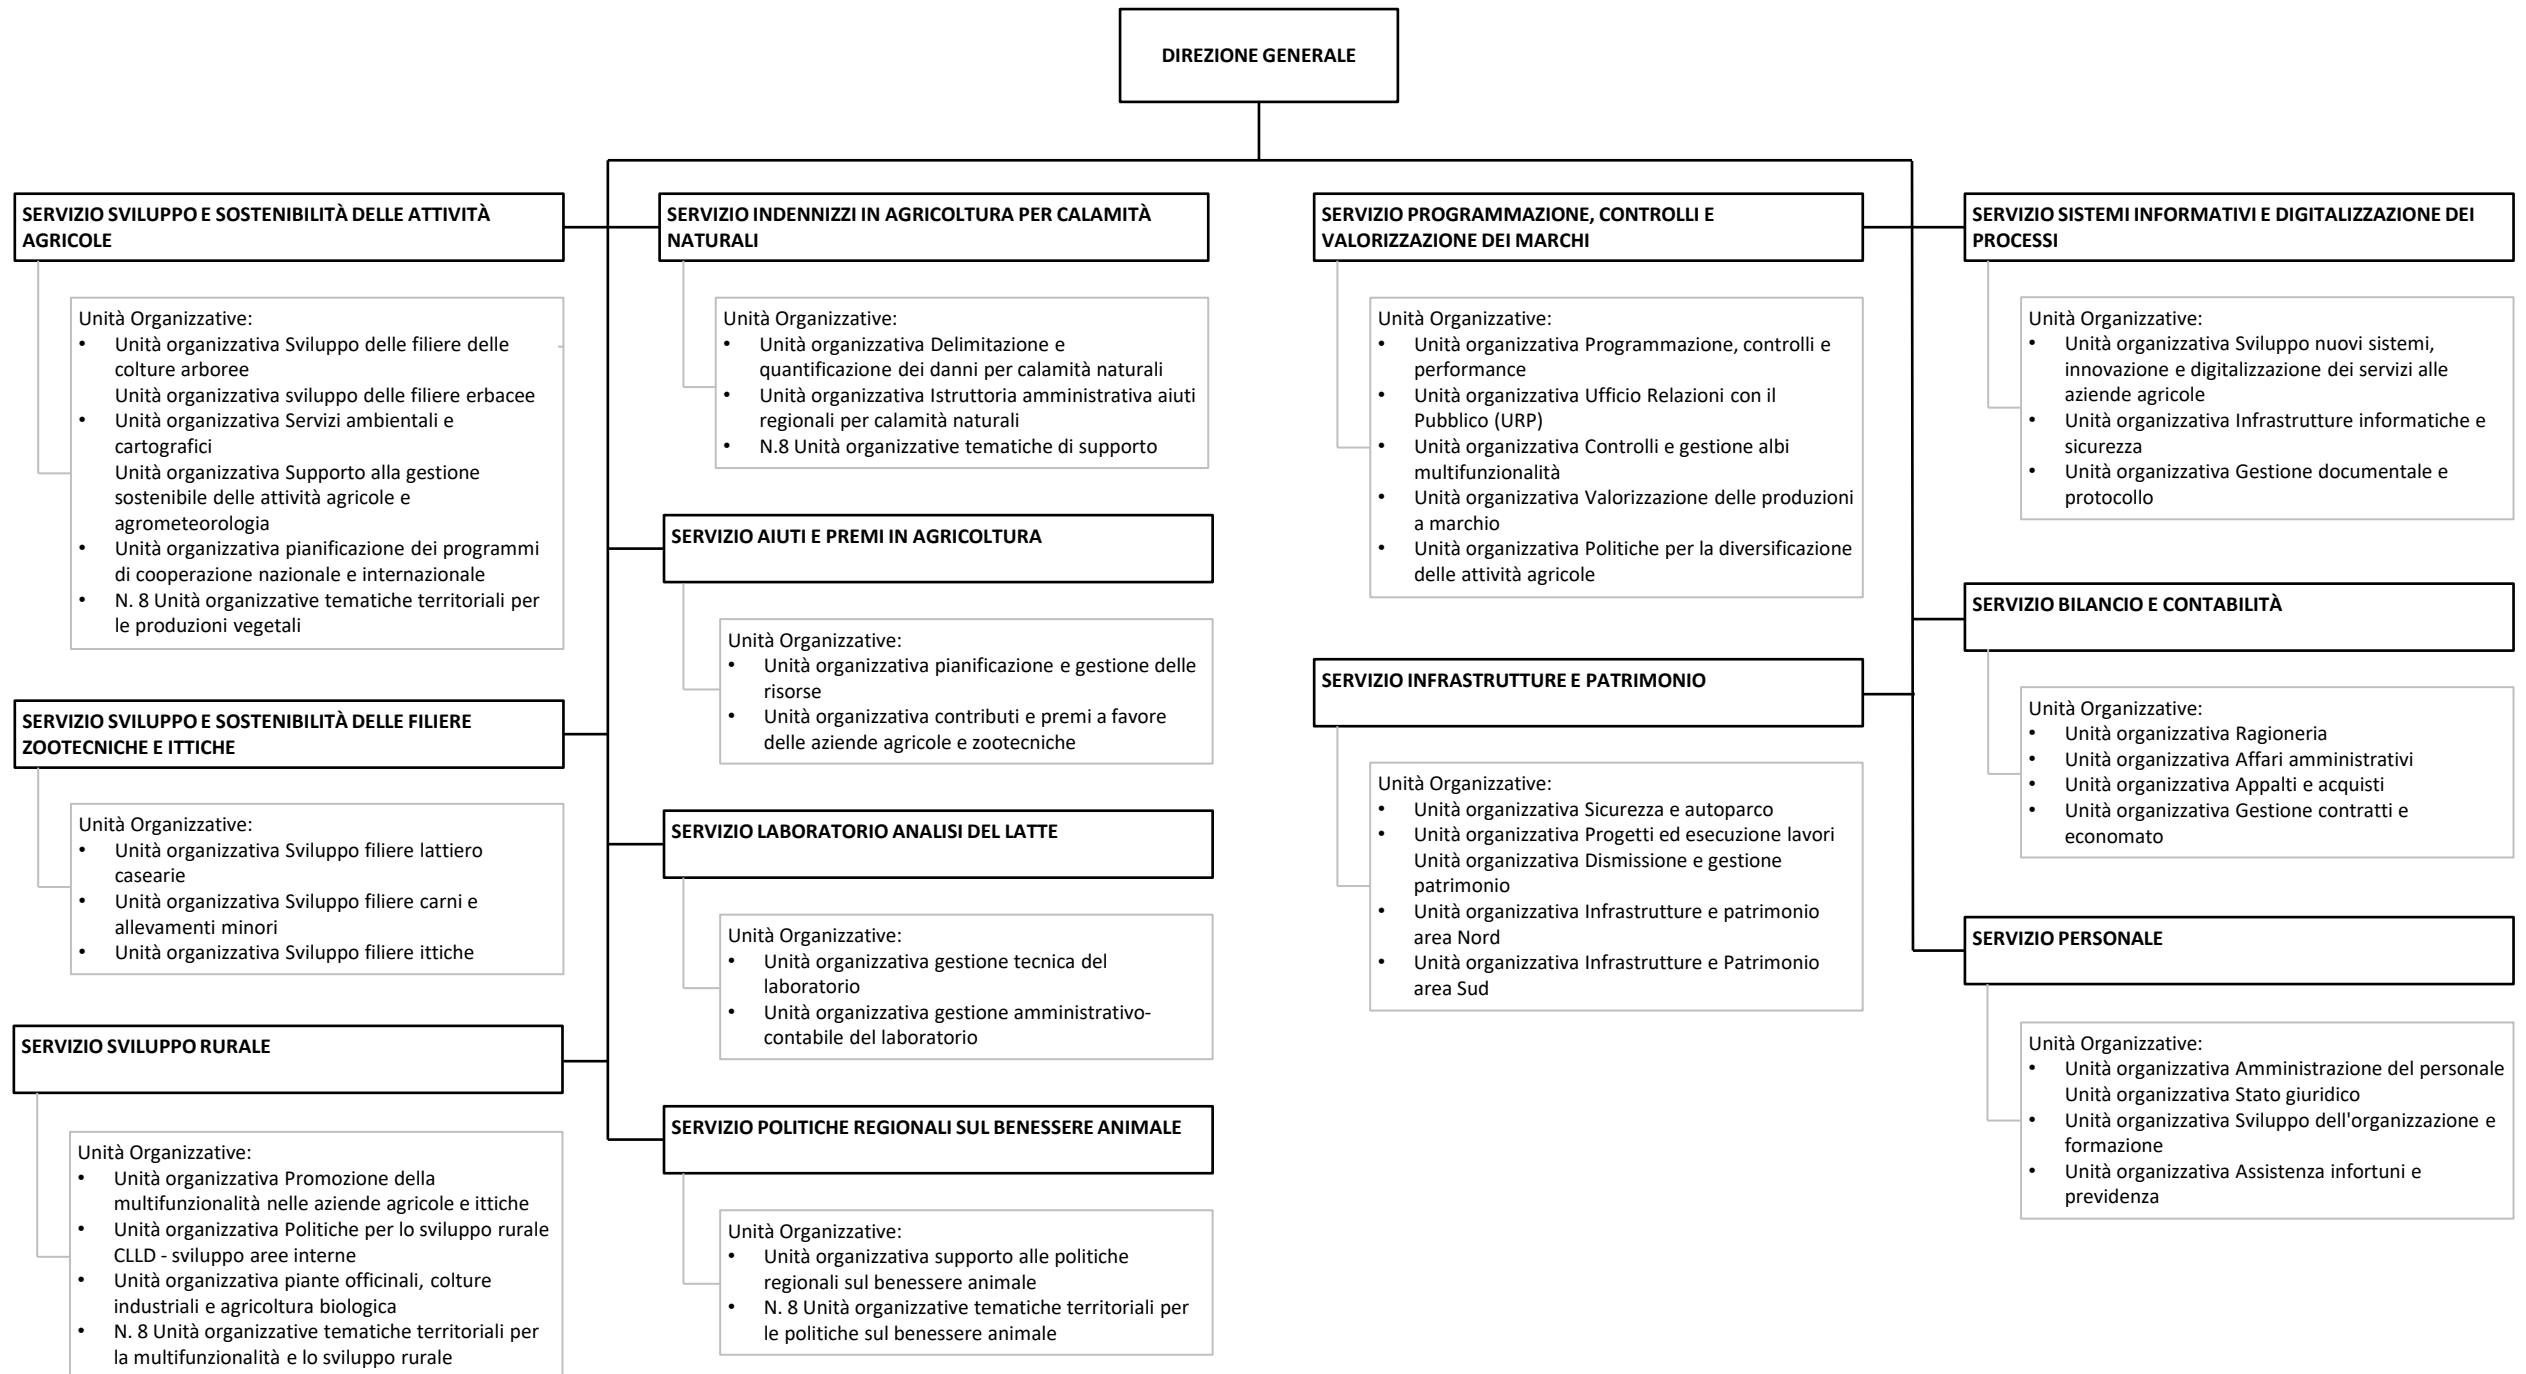 DIREZIONE GENERALE
SERVIZIO SVILUPPO E SOSTENIBILITÀ DELLE ATTIVITÀ
AGRICOLE
Unità Organizzative:
• Unità organizzativa Sviluppo delle filiere delle
colture arboree
Unità organizzativa sviluppo delle filiere erbacee
• Unità organizzativa Servizi ambientali e
cartografici
Unità organizzativa Supporto alla gestione
sostenibile delle attività agricole e
agrometeorologia
• Unità organizzativa pianificazione dei programmi
di cooperazione nazionale e internazionale
• N. 8 Unità organizzative tematiche territoriali per
le produzioni vegetali
SERVIZIO SVILUPPO E SOSTENIBILITÀ DELLE FILIERE
ZOOTECNICHE E ITTICHE
Unità Organizzative:
• Unità organizzativa Sviluppo filiere lattiero
casearie
• Unità organizzativa Sviluppo filiere carni e
allevamenti minori
• Unità organizzativa Sviluppo filiere ittiche
SERVIZIO SVILUPPO RURALE
Unità Organizzative:
• Unità organizzativa Promozione della
multifunzionalità nelle aziende agricole e ittiche
• Unità organizzativa Politiche per lo sviluppo rurale
CLLD - sviluppo aree interne
• Unità organizzativa piante officinali, colture
industriali e agricoltura biologica
• N. 8 Unità organizzative tematiche territoriali per
la multifunzionalità e lo sviluppo rurale
SERVIZIO INDENNIZZI IN AGRICOLTURA PER CALAMITÀ
NATURALI
Unità Organizzative:
• Unità organizzativa Delimitazione e
quantificazione dei danni per calamità naturali
• Unità organizzativa Istruttoria amministrativa aiuti
regionali per calamità naturali
• N.8 Unità organizzative tematiche di supporto
SERVIZIO AIUTI E PREMI IN AGRICOLTURA
Unità Organizzative:
• Unità organizzativa pianificazione e gestione delle
risorse
• Unità organizzativa contributi e premi a favore
delle aziende agricole e zootecniche
SERVIZIO LABORATORIO ANALISI DEL LATTE
Unità Organizzative:
• Unità organizzativa gestione tecnica del
laboratorio
• Unità organizzativa gestione amministrativo-
contabile del laboratorio
SERVIZIO POLITICHE REGIONALI SUL BENESSERE ANIMALE
Unità Organizzative:
• Unità organizzativa supporto alle politiche
regionali sul benessere animale
• N. 8 Unità organizzative tematiche territoriali per
le politiche sul benessere animale
SERVIZIO PROGRAMMAZIONE, CONTROLLI E
VALORIZZAZIONE DEI MARCHI
Unità Organizzative:
• Unità organizzativa Programmazione, controlli e
performance
• Unità organizzativa Ufficio Relazioni con il
Pubblico (URP)
• Unità organizzativa Controlli e gestione albi
multifunzionalità
• Unità organizzativa Valorizzazione delle produzioni
a marchio
• Unità organizzativa Politiche per la diversificazione
delle attività agricole
SERVIZIO INFRASTRUTTURE E PATRIMONIO
Unità Organizzative:
• Unità organizzativa Sicurezza e autoparco
• Unità organizzativa Progetti ed esecuzione lavori
Unità organizzativa Dismissione e gestione
patrimonio
• Unità organizzativa Infrastrutture e patrimonio
area Nord
• Unità organizzativa Infrastrutture e Patrimonio
area Sud
SERVIZIO SISTEMI INFORMATIVI E DIGITALIZZAZIONE DEI
PROCESSI
Unità Organizzative:
• Unità organizzativa Sviluppo nuovi sistemi,
innovazione e digitalizzazione dei servizi alle
aziende agricole
• Unità organizzativa Infrastrutture informatiche e
sicurezza
• Unità organizzativa Gestione documentale e
protocollo
SERVIZIO BILANCIO E CONTABILITÀ
Unità Organizzative:
• Unità organizzativa Ragioneria
• Unità organizzativa Affari amministrativi
• Unità organizzativa Appalti e acquisti
• Unità organizzativa Gestione contratti e
economato
SERVIZIO PERSONALE
Unità Organizzative:
• Unità organizzativa Amministrazione del personale
Unità organizzativa Stato giuridico
• Unità organizzativa Sviluppo dell'organizzazione e
formazione
• Unità organizzativa Assistenza infortuni e
previdenza